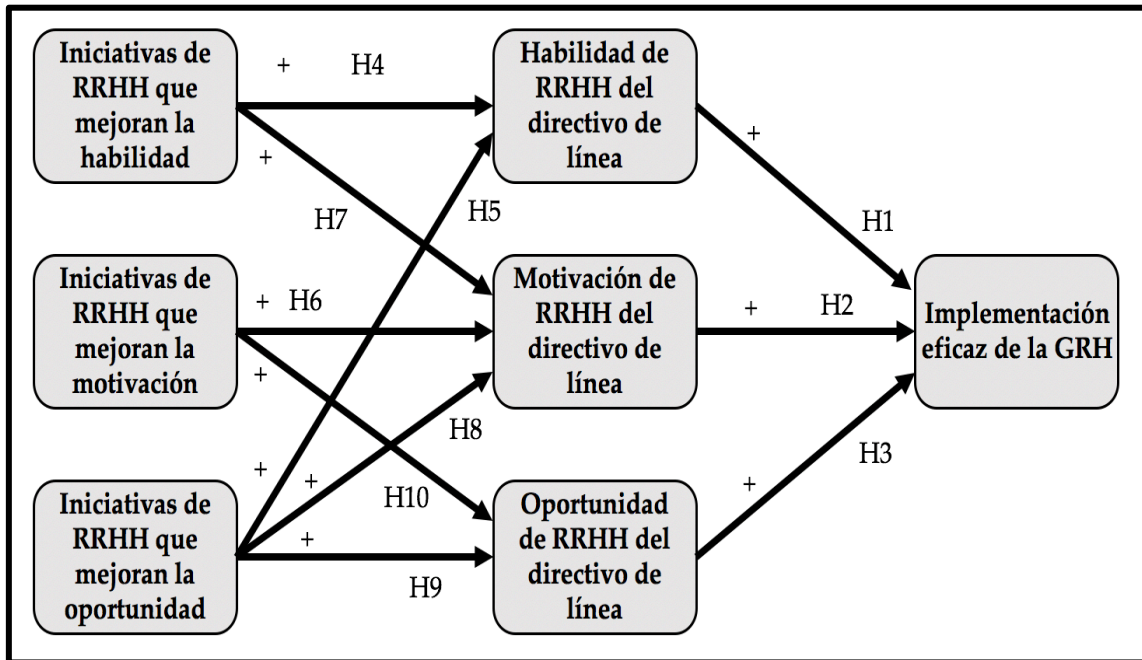 Iniciativas de
RRHH que
mejoran la
habilidad
+ H4
+
H7
Habilidad de
RRHH del
directivo de
línea
+
H1
H5
Iniciativas de
RRHH que
mejoran la
motivación
+ H6
+
Motivación de
RRHH del
directivo de
línea
+ H2
Implementación
eficaz de la GRH
H8
H10
H3
Iniciativas de
RRHH que
mejoran la
oportunidad
+
+
+
H9
Oportunidad
de RRHH del
directivo de
línea
+